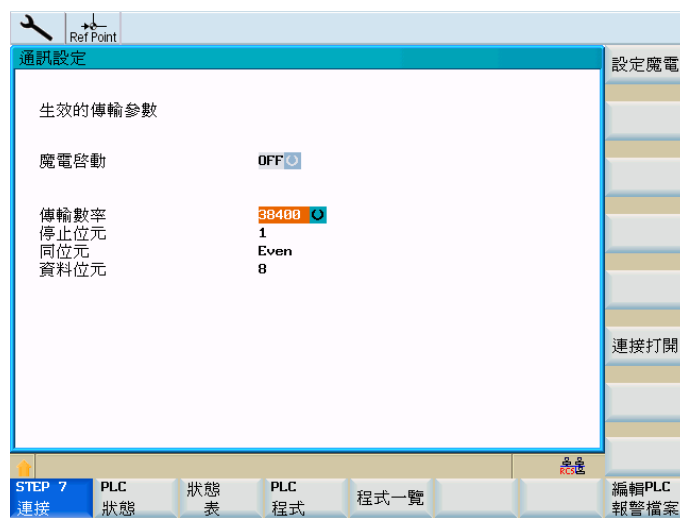 Ref Point
通訊設定
設定魔電
生效的傳輸參數
魔電啓動 OFF
傳輸數率 38400
停止位元 1
同位元 Even
資料位元 8
連接打開
RCS
STEP 7
連接
PLC
狀態
狀態
表
PLC
程式
程式一覽
編輯PLC
報警檔案